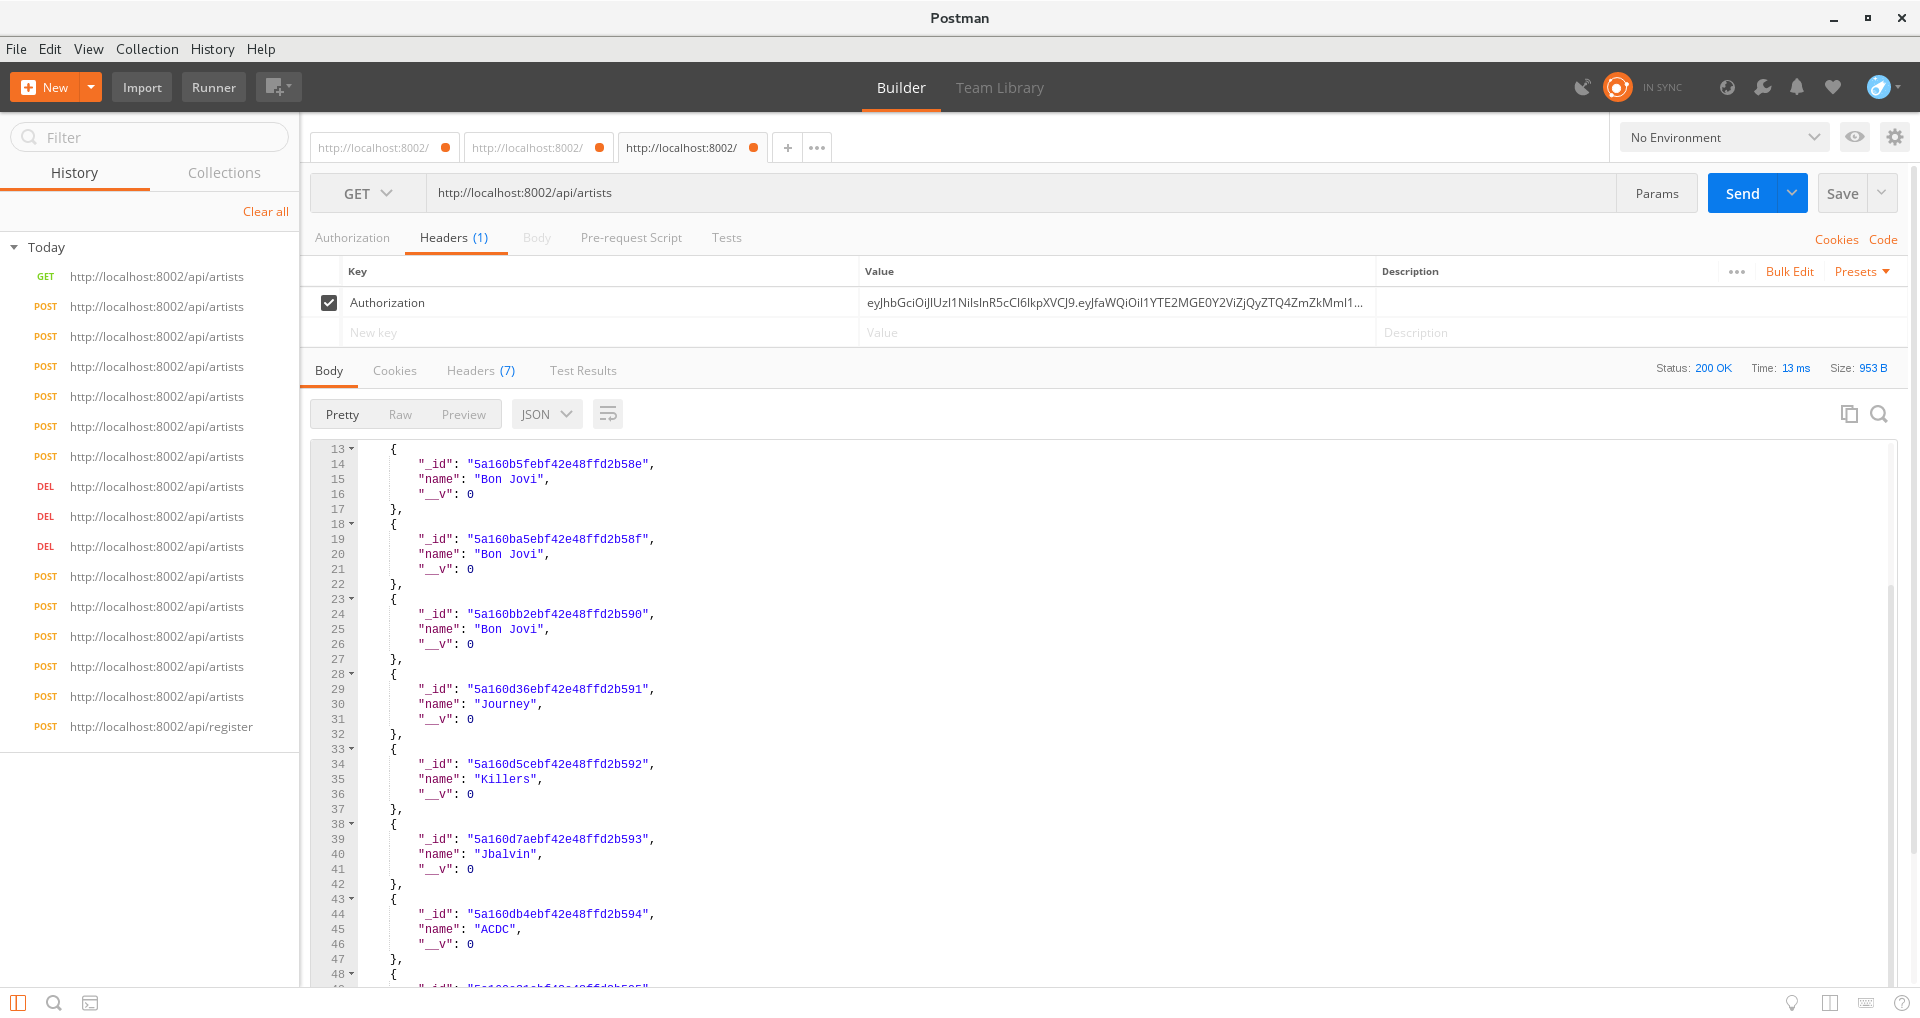 Postman
File Edit View Collection History Help
New Import Runner Builder Team Library IN SYNC
Filter
History Collections
Clear all
Today
GET http://localhost:8002/api/artists
POST http://localhost:8002/api/artists
POST http://localhost:8002/api/artists
POST http://localhost:8002/api/artists
POST http://localhost:8002/api/artists
POST http://localhost:8002/api/artists
POST http://localhost:8002/api/artists
DEL http://localhost:8002/api/artists
DEL http://localhost:8002/api/artists
DEL http://localhost:8002/api/artists
POST http://localhost:8002/api/artists
POST http://localhost:8002/api/artists
POST http://localhost:8002/api/artists
POST http://localhost:8002/api/artists
POST http://localhost:8002/api/artists
POST http://localhost:8002/api/register
http://localhost:8002/ http://localhost:8002/ http://localhost:8002/ + ••• No Environment
GET http://localhost:8002/api/artists Params Send Save
Authorization Headers (1) Body Pre-request Script Tests Cookies Code
Key Value Description ••• Bulk Edit Presets
Authorization eyJhbGciOiJIUzI1NiIsInR5cCI6IkpXVCJ9.eyJfaWQiOiI1YTE2MGE0Y2ViZjQyZTQ4ZmZkMmI1...
New key Value Description
Body Cookies Headers (7) Test Results Status: 200 OK Time: 13 ms Size: 953 B
Pretty Raw Preview JSON
13 {
14 "_id": "5a160b5febf42e48ffd2b58e",
15 "name": "Bon Jovi",
16 "__v": 0
17 },
18 {
19 "_id": "5a160ba5ebf42e48ffd2b58f",
20 "name": "Bon Jovi",
21 "__v": 0
22 },
23 {
24 "_id": "5a160bb2ebf42e48ffd2b590",
25 "name": "Bon Jovi",
26 "__v": 0
27 },
28 {
29 "_id": "5a160d36ebf42e48ffd2b591",
30 "name": "Journey",
31 "__v": 0
32 },
33 {
34 "_id": "5a160d5cebf42e48ffd2b592",
35 "name": "Killers",
36 "__v": 0
37 },
38 {
39 "_id": "5a160d7aebf42e48ffd2b593",
40 "name": "Jbalvin",
41 "__v": 0
42 },
43 {
44 "_id": "5a160db4ebf42e48ffd2b594",
45 "name": "ACDC",
46 "__v": 0
47 },
48 {